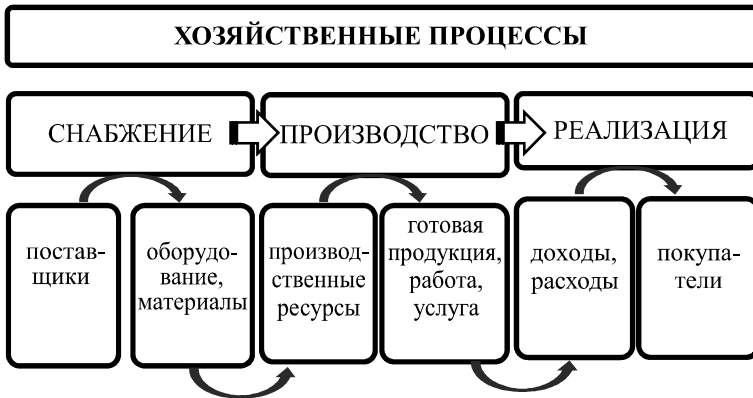 ХОЗЯЙСТВЕННЫЕ ПРОЦЕССЫ
СНАБЖЕНИЕ
ПРОИЗВОДСТВО
РЕАЛИЗАЦИЯ
постав-
щики
оборудо-
вание,
материалы
производ-
ственные
ресурсы
готовая
продукция,
работа,
услуга
доходы,
расходы
покупа-
тели